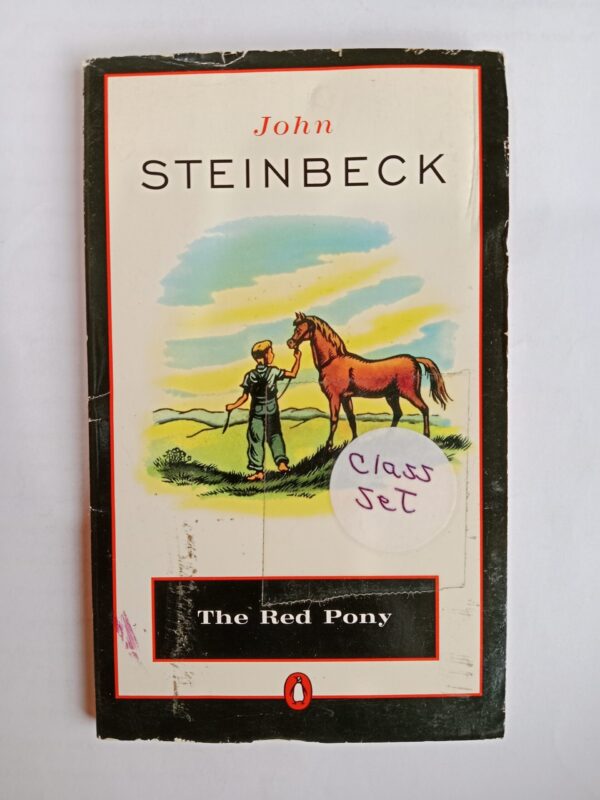 John
STEINBECK
Class
Set
The Red Pony